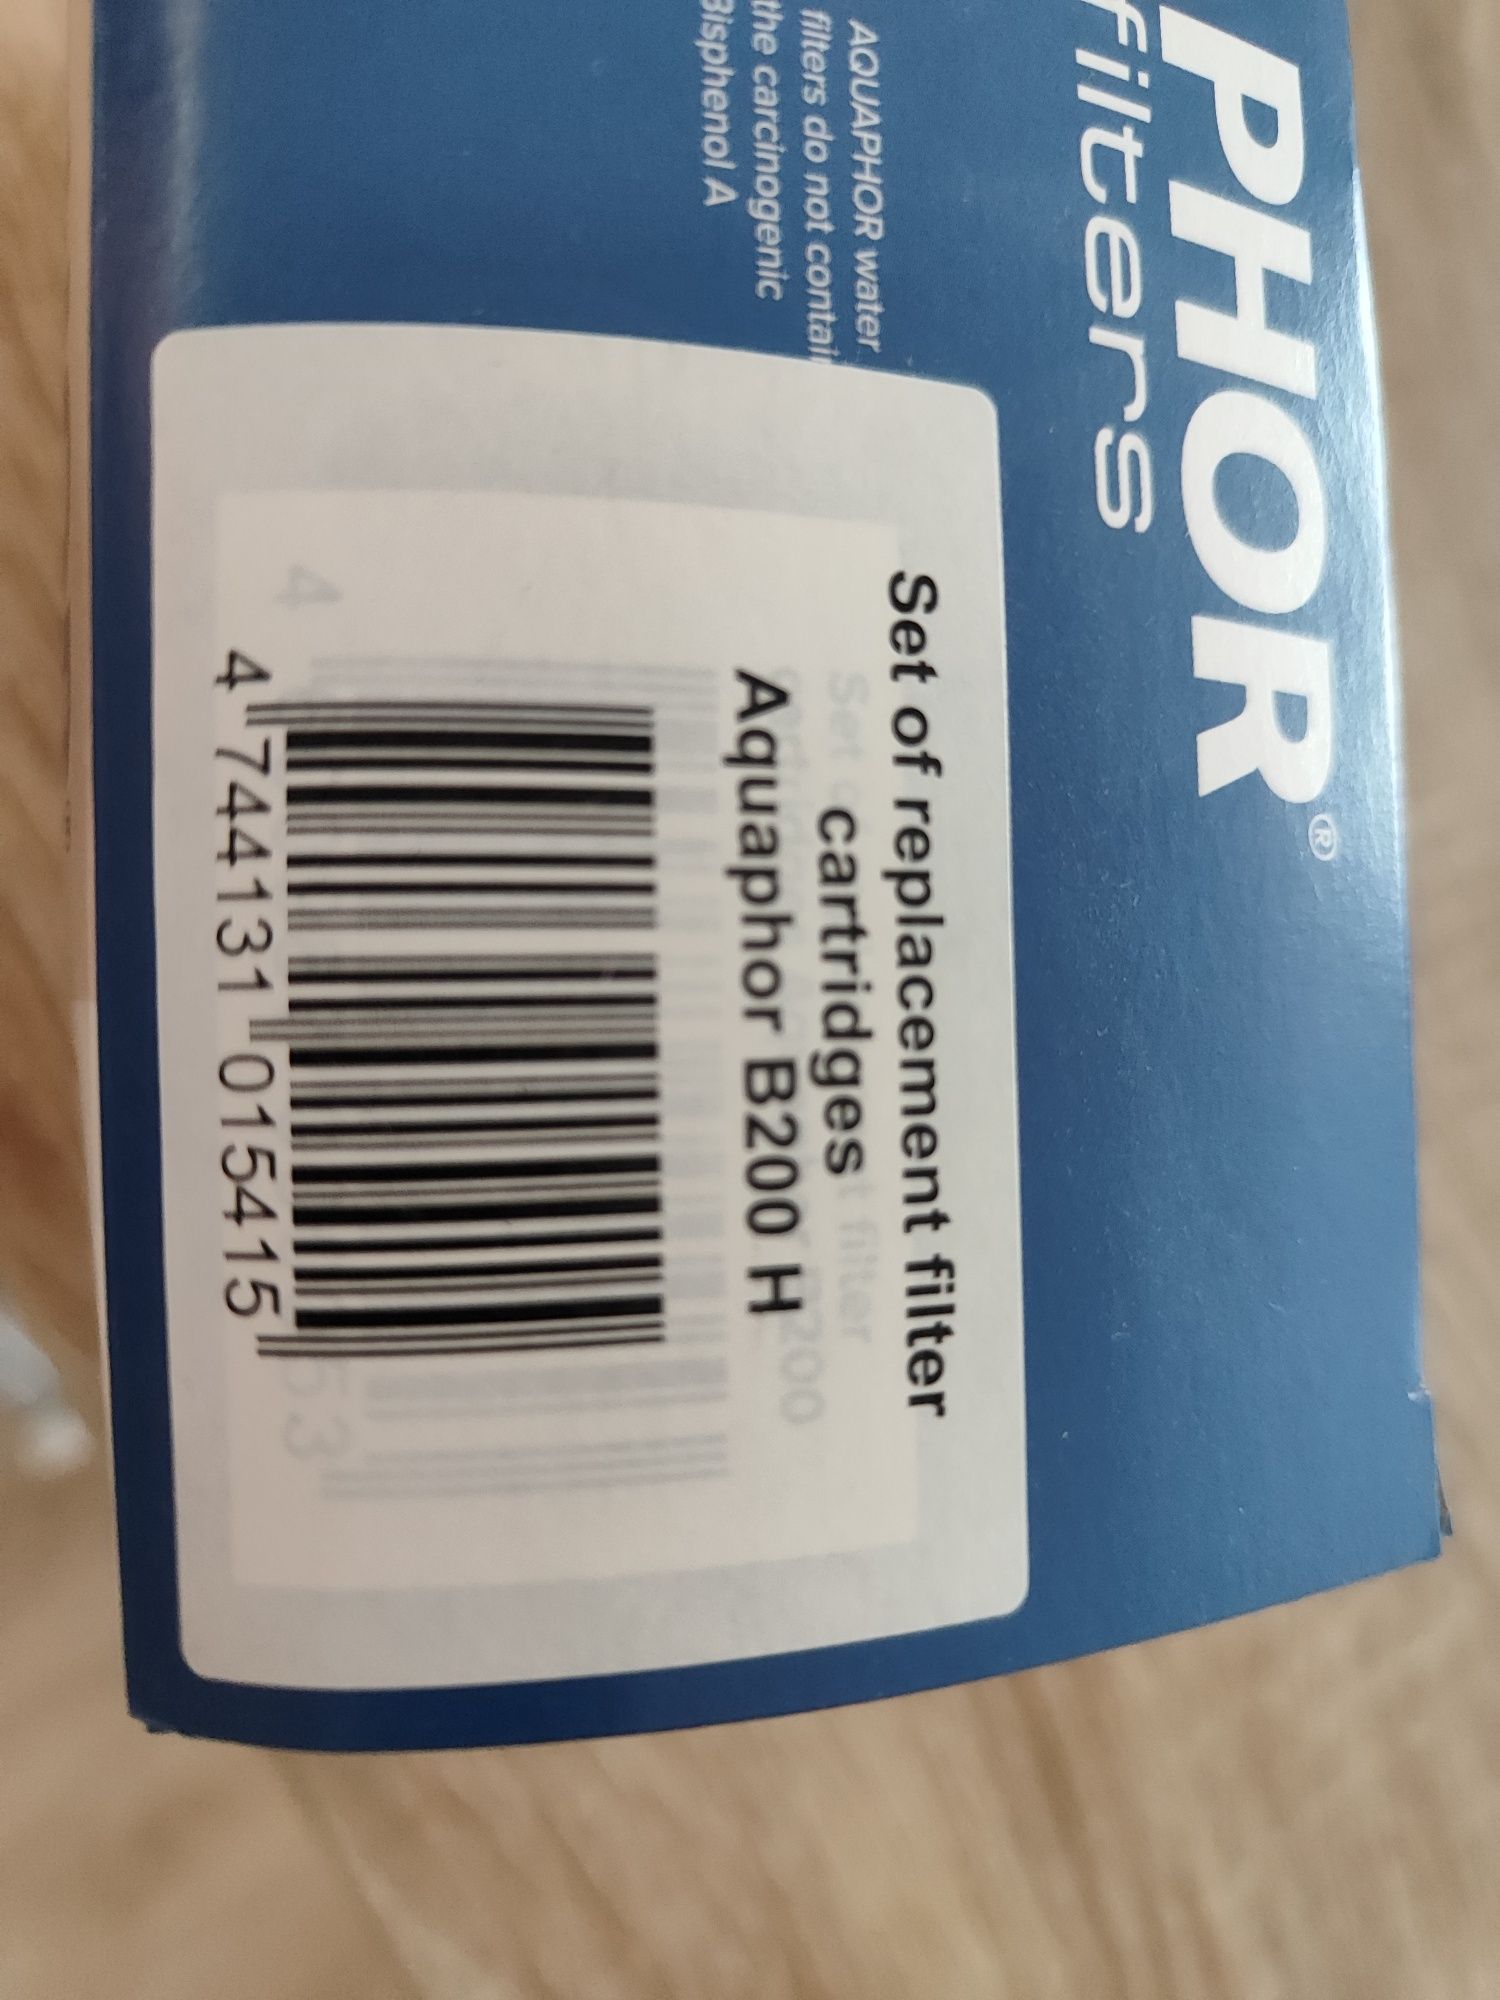 PHOR®
filters
AQUAPHOR water
filters do not contai
the carcinogenic
Bisphenol A
Set of replacement filter
cartridges
Aquaphor B200 H
4 744131 015415